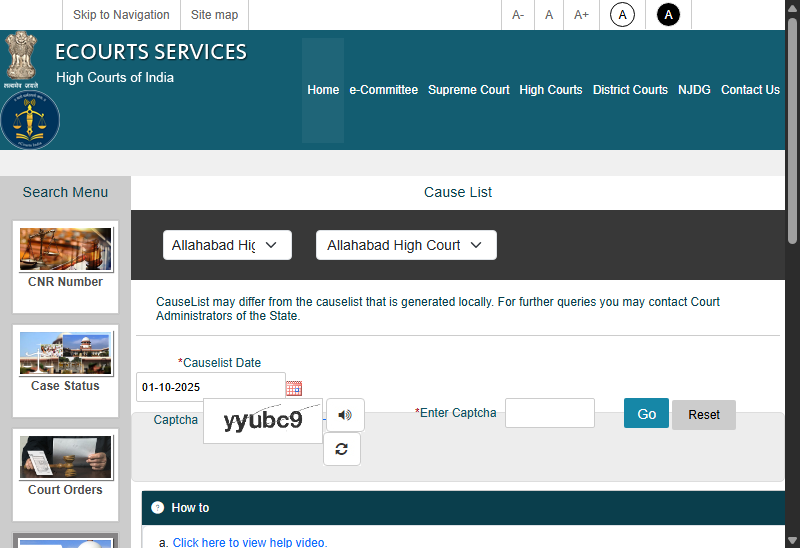 Skip to Navigation
Site map
A-
A
A+
A
A
सत्यमेव जयते
ECOURTS SERVICES
High Courts of India
Home
e-Committee
Supreme Court
High Courts
District Courts
NJDG
Contact Us
Search Menu
Cause List
Allahabad Hig
Allahabad High Court
CNR Number
CauseList may differ from the causelist that is generated locally. For further queries you may contact Court
Administrators of the State.
Case Status
*Causelist Date
01-10-2025
Captcha
yyubc9
*Enter Captcha
Go
Reset
Court Orders
? How to
a. Click here to view help video.